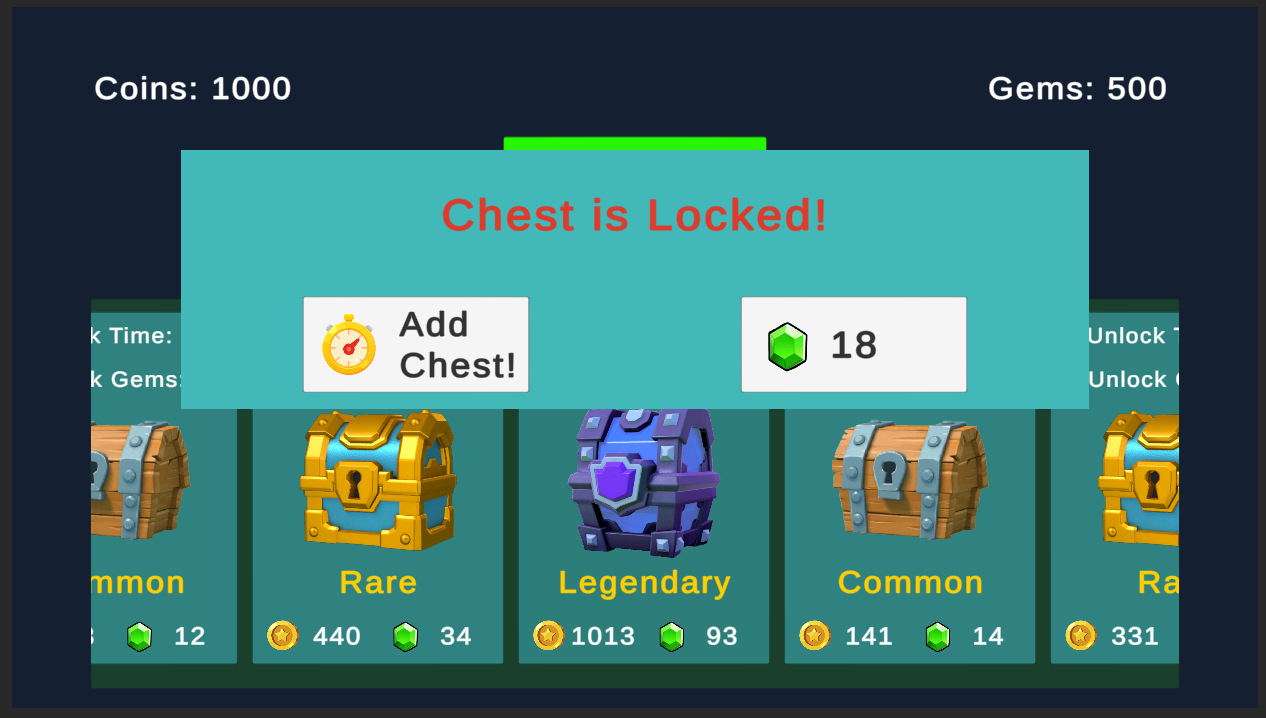 Coins: 1000
Gems: 500
Chest is Locked!
Add
Chest!
18
k Time:
Unlock
k Gems:
Unlock
mmon
Rare
Legendary
Common
Ra
12
440
34
1013
93
141
14
331